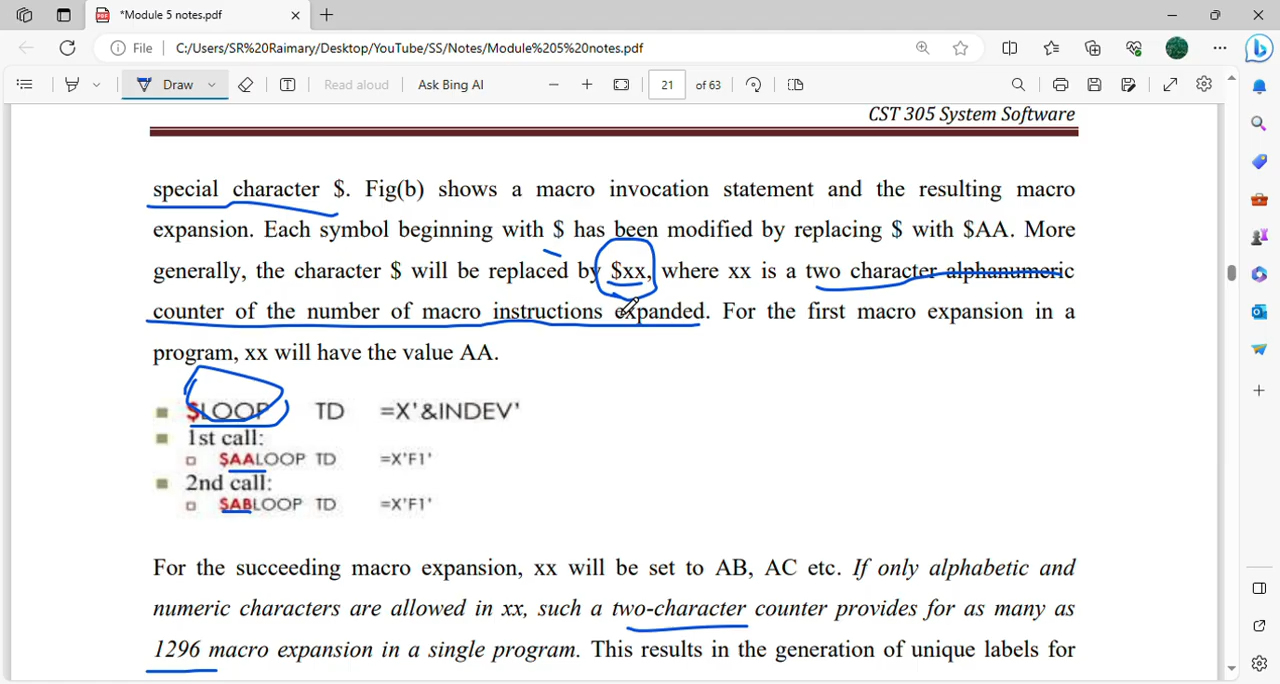 *Module 5 notes.pdf
File C:/Users/SR%20Raimary/Desktop/YouTube/SS/Notes/Module%205%20notes.pdf
Draw Read aloud Ask Bing AI 21 of 63
CST 305 System Software
special character $. Fig(b) shows a macro invocation statement and the resulting macro
expansion. Each symbol beginning with $ has been modified by replacing $ with $AA. More
generally, the character $ will be replaced by $xx, where xx is a two character alphanumeric
counter of the number of macro instructions expanded. For the first macro expansion in a
program, xx will have the value AA.
$LOOP TD =X'&INDEV'
1st call:
$AALOOP TD =X'F1'
2nd call:
$ABLOOP TD =X'F1'
For the succeeding macro expansion, xx will be set to AB, AC etc. If only alphabetic and
numeric characters are allowed in xx, such a two-character counter provides for as many as
1296 macro expansion in a single program. This results in the generation of unique labels for